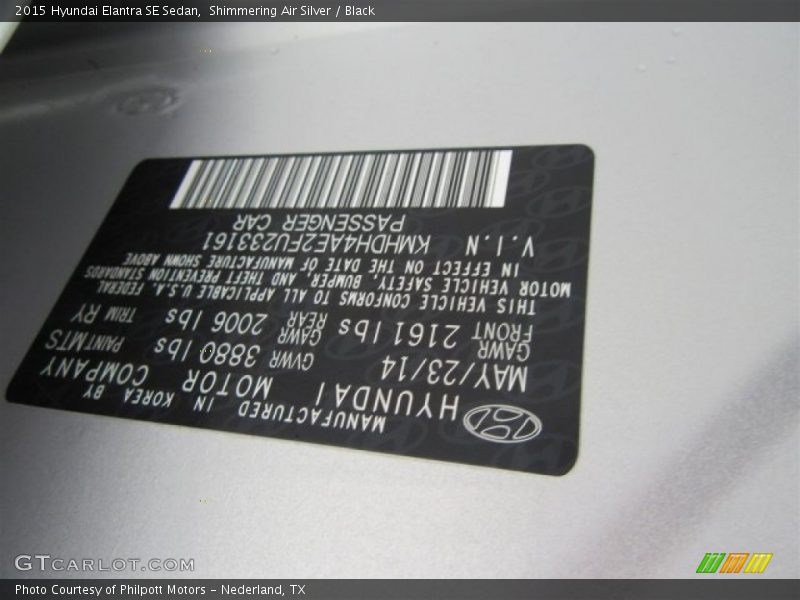 2015 Hyundai Elantra SE Sedan,  Shimmering Air Silver / Black
MANUFACTURED IN KOREA BY
HYUNDAI MOTOR COMPANY
MAY/23/14 GVWR 3880 lbs PAINT MTS
GAWR FRONT 2161 lbs GAWR REAR 2006 lbs TRIM RY
THIS VEHICLE CONFORMS TO ALL APPLICABLE U.S.A. FEDERAL
MOTOR VEHICLE SAFETY, BUMPER, AND THEFT PREVENTION STANDARDS
IN EFFECT ON THE DATE OF MANUFACTURE SHOWN ABOVE
V.I.N KMHDH4AE2FU233161
PASSENGER CAR
GTCARLOT.COM
Photo Courtesy of Philpott Motors - Nederland, TX